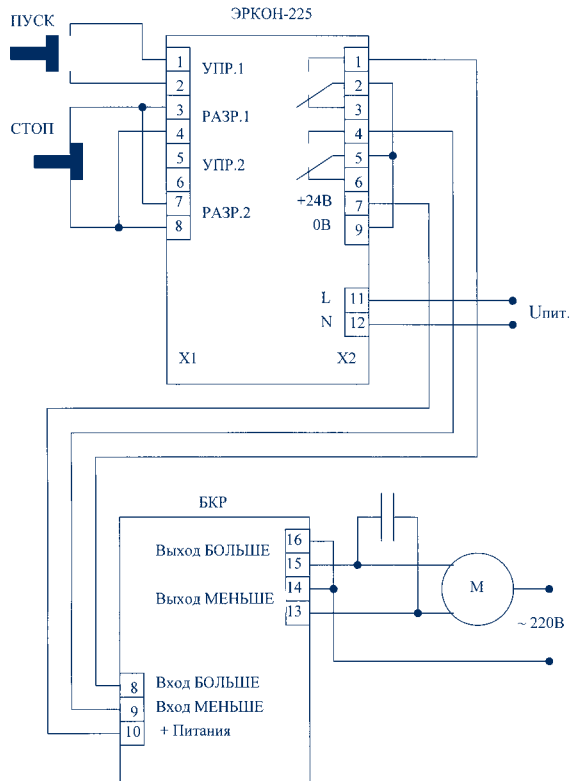 ЭРКОН-225
ПУСК
СТОП
1
2
3
4
5
6
7
8
УПР.1
РАЗР.1
УПР.2
РАЗР.2
1
2
3
4
5
6
7
9
+24В
0В
L 11
N 12
Uпит.
X1 X2
БКР
16
Выход БОЛЬШЕ
15
14
Выход МЕНЬШЕ
13
М
~ 220В
8 Вход БОЛЬШЕ
9 Вход МЕНЬШЕ
10 + Питания